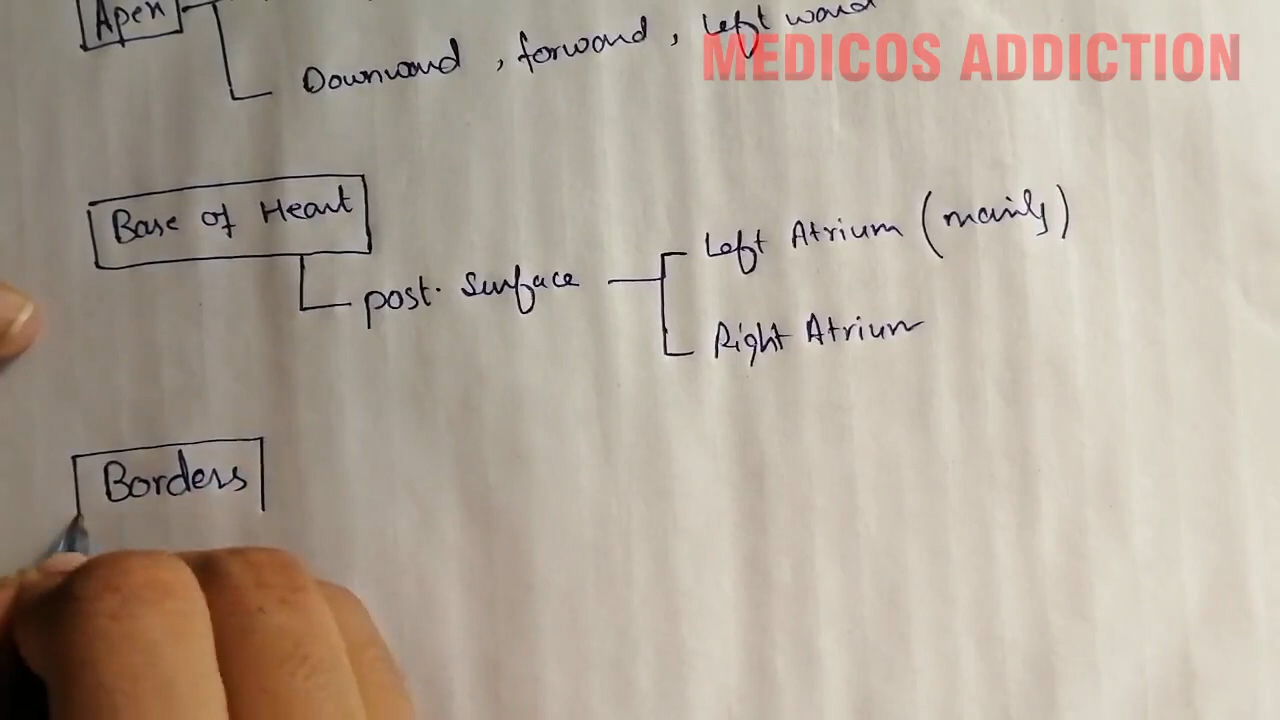 Apex
Downward, forward, Left ward
MEDICOS ADDICTION
Base of Heart
post. Surface
Left Atrium (mainly)
Right Atrium
Borders